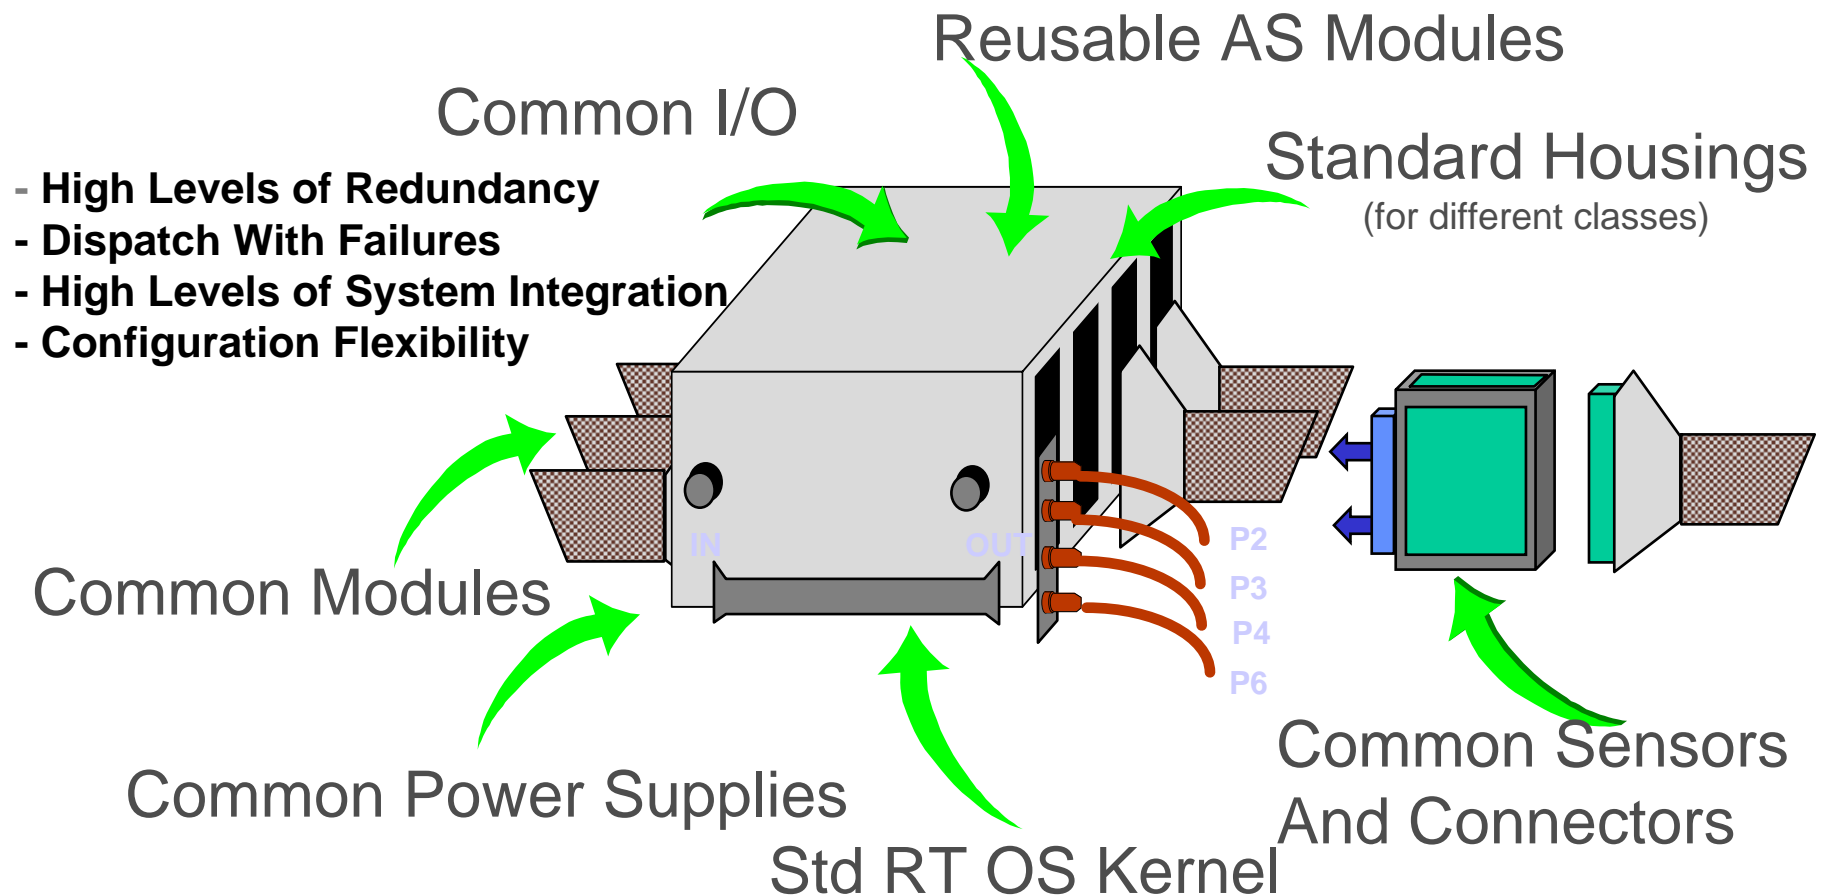 Reusable AS Modules
Common I/O
Standard Housings
(for different classes)
- High Levels of Redundancy
- Dispatch With Failures
- High Levels of System Integration
- Configuration Flexibility
IN
OUT
P2
P3
P4
P6
Common Modules
Common Power Supplies
Std RT OS Kernel
Common Sensors
And Connectors